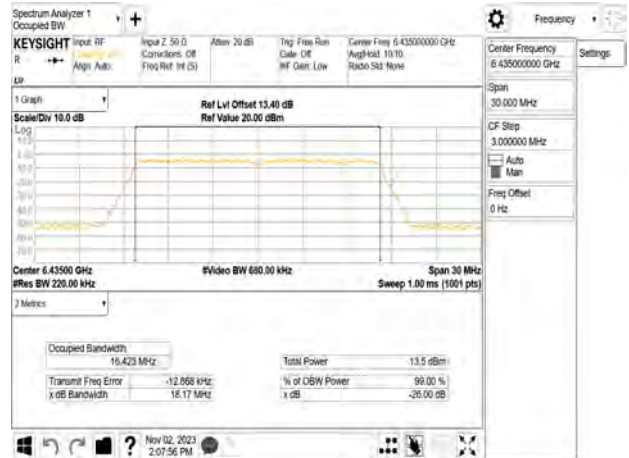 Spectrum Analyzer 1
Occupied BW
Frequency
KEYSIGHT
Input: RF
Input Z: 50 Ω
Atten: 20 dB
Trig: Free Run
Center Freq: 6.435000000 GHz
R
Corrections: Off
Gate: Off
Avg|Hold: 10/10
Align: Auto
Freq Ref: Int (S)
#IF Gain: Low
Radio Std: None
Center Frequency
6.435000000 GHz
Settings
Span
30.000 MHz
CF Step
3.000000 MHz
Auto
Man
Freq Offset
0 Hz
1 Graph
Scale/Div 10.0 dB
Ref Lvl Offset 13.40 dB
Ref Value 20.00 dBm
Log
Center 6.43500 GHz
#Video BW 680.00 kHz
Span 30 MHz
#Res BW 220.00 kHz
Sweep 1.00 ms (1001 pts)
2 Metrics
Occupied Bandwidth
16.423 MHz
Total Power
13.5 dBm
Transmit Freq Error
-12.868 kHz
% of OBW Power
99.00 %
x dB Bandwidth
18.17 MHz
x dB
-26.00 dB
?
Nov 02, 2023
2:07:56 PM